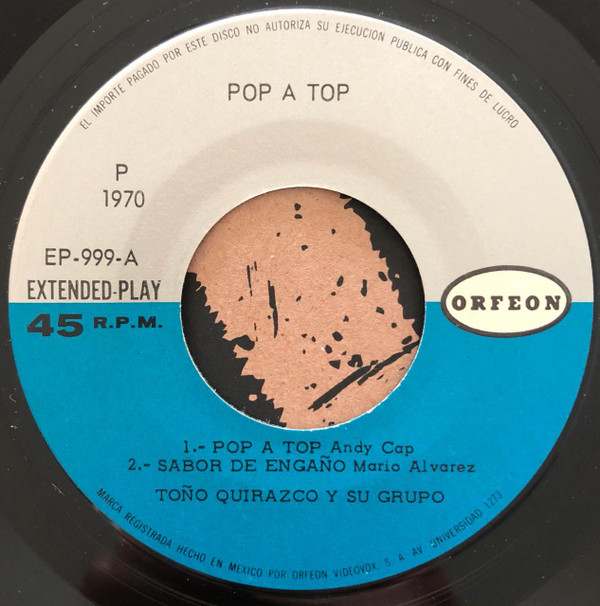 EL IMPORTE PAGADO POR ESTE DISCO NO AUTORIZA SU EJECUCION PUBLICA CON FINES DE LUCRO
POP A TOP
P
1970
EP-999-A
EXTENDED-PLAY
ORFEON
45 R.P.M.
1.- POP A TOP Andy Cap
2.- SABOR DE ENGAÑO Mario Alvarez
TOÑO QUIRAZCO Y SU GRUPO
MARCA REGISTRADA HECHO EN MEXICO POR ORFEON VIDEOVOX, S. A. AV. UNIVERSIDAD 1273